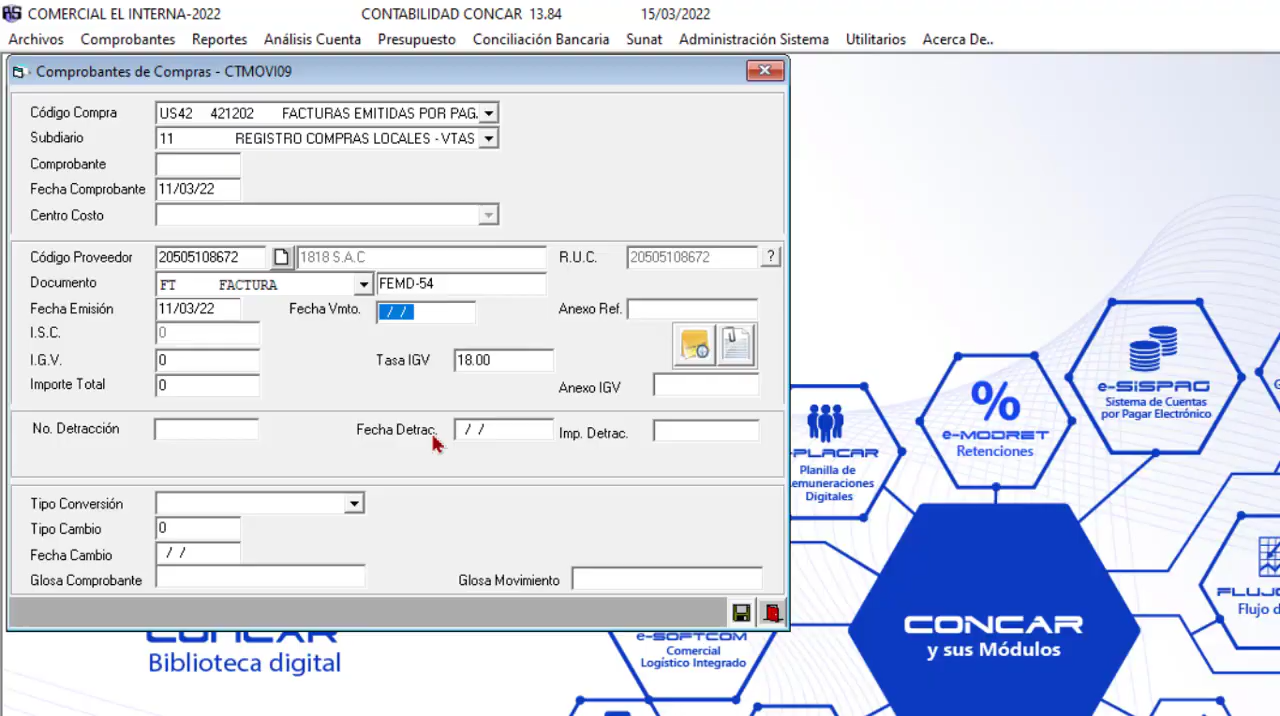 COMERCIAL EL INTERNA-2022 CONTABILIDAD CONCAR 13.84 15/03/2022
Archivos Comprobantes Reportes Análisis Cuenta Presupuesto Conciliación Bancaria Sunat Administración Sistema Utilitarios Acerca De..
Comprobantes de Compras - CTMOVI09
Código Compra US42 421202 FACTURAS EMITIDAS POR PAG.
Subdiario 11 REGISTRO COMPRAS LOCALES - VTAS
Comprobante
Fecha Comprobante 11/03/22
Centro Costo
Código Proveedor 20505108672 1818 S.A.C R.U.C. 20505108672 ?
Documento FT FACTURA FEMD-54
Fecha Emisión 11/03/22 Fecha Vmto. / / Anexo Ref.
I.S.C. 0
I.G.V. 0 Tasa IGV 18.00
Importe Total 0 Anexo IGV
No. Detracción Fecha Detrac. / / Imp. Detrac.
Tipo Conversión
Tipo Cambio 0
Fecha Cambio / /
Glosa Comprobante Glosa Movimiento
CONCAR
Biblioteca digital
e-SISPAG
Sistema de Cuentas
por Pagar Electrónico
%
e-MODRET
Retenciones
-PLACAR
Planilla de
emuneraciones
Digitales
CONCAR
y sus Módulos
e-SOFTCOM
Comercial
Logístico Integrado
FLUJO
Flujo d